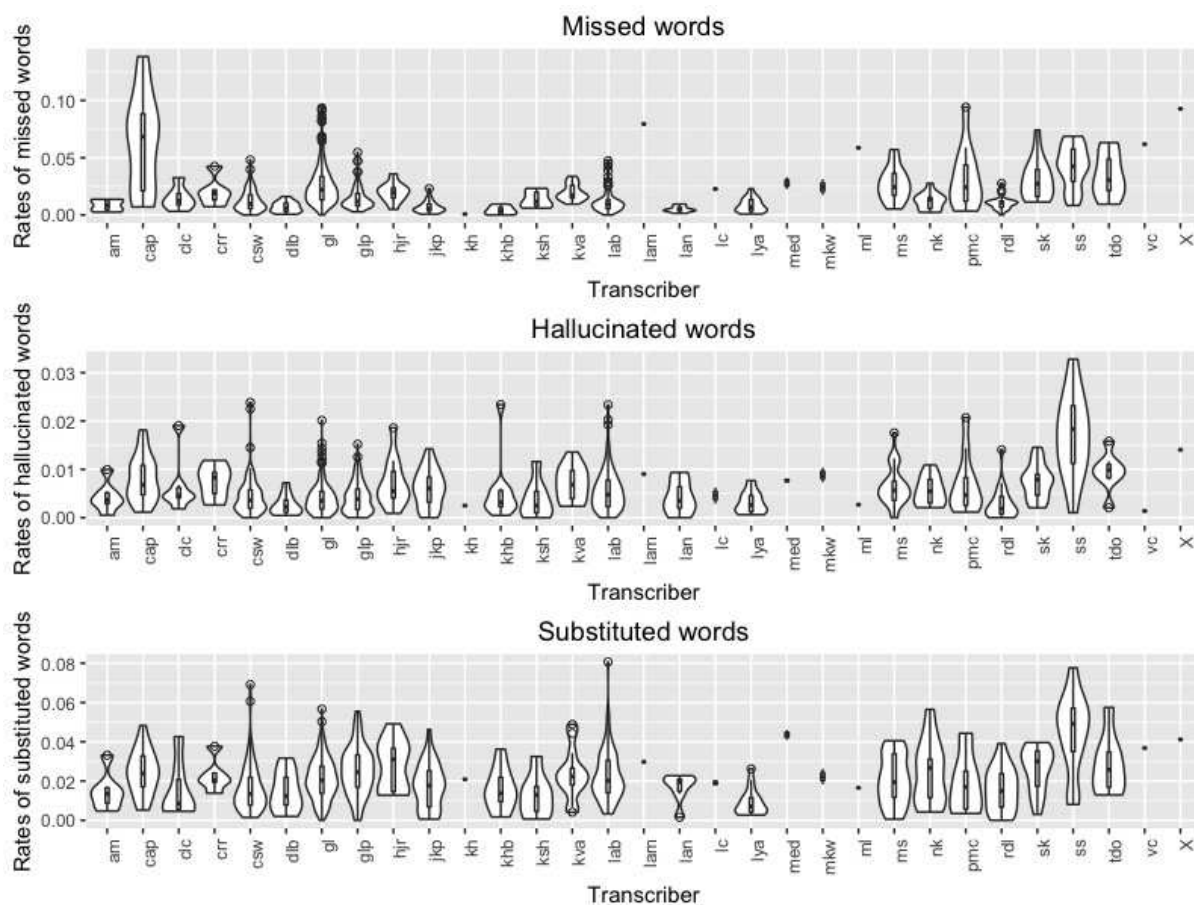 Missed words
Rates of missed words
0.10
0.05
0.00
am cap clc crr csw dlb gl glp hjr jkp kh khb ksh kva lab lam lan lc lya med mkw ml ms nk pmc rdl sk ss tdo vc X
Transcriber
Hallucinated words
Rates of hallucinated words
0.03
0.02
0.01
0.00
am cap clc crr csw dlb gl glp hjr jkp kh khb ksh kva lab lam lan lc lya med mkw ml ms nk pmc rdl sk ss tdo vc X
Transcriber
Substituted words
Rates of substituted words
0.08
0.06
0.04
0.02
0.00
am cap clc crr csw dlb gl glp hjr jkp kh khb ksh kva lab lam lan lc lya med mkw ml ms nk pmc rdl sk ss tdo vc X
Transcriber